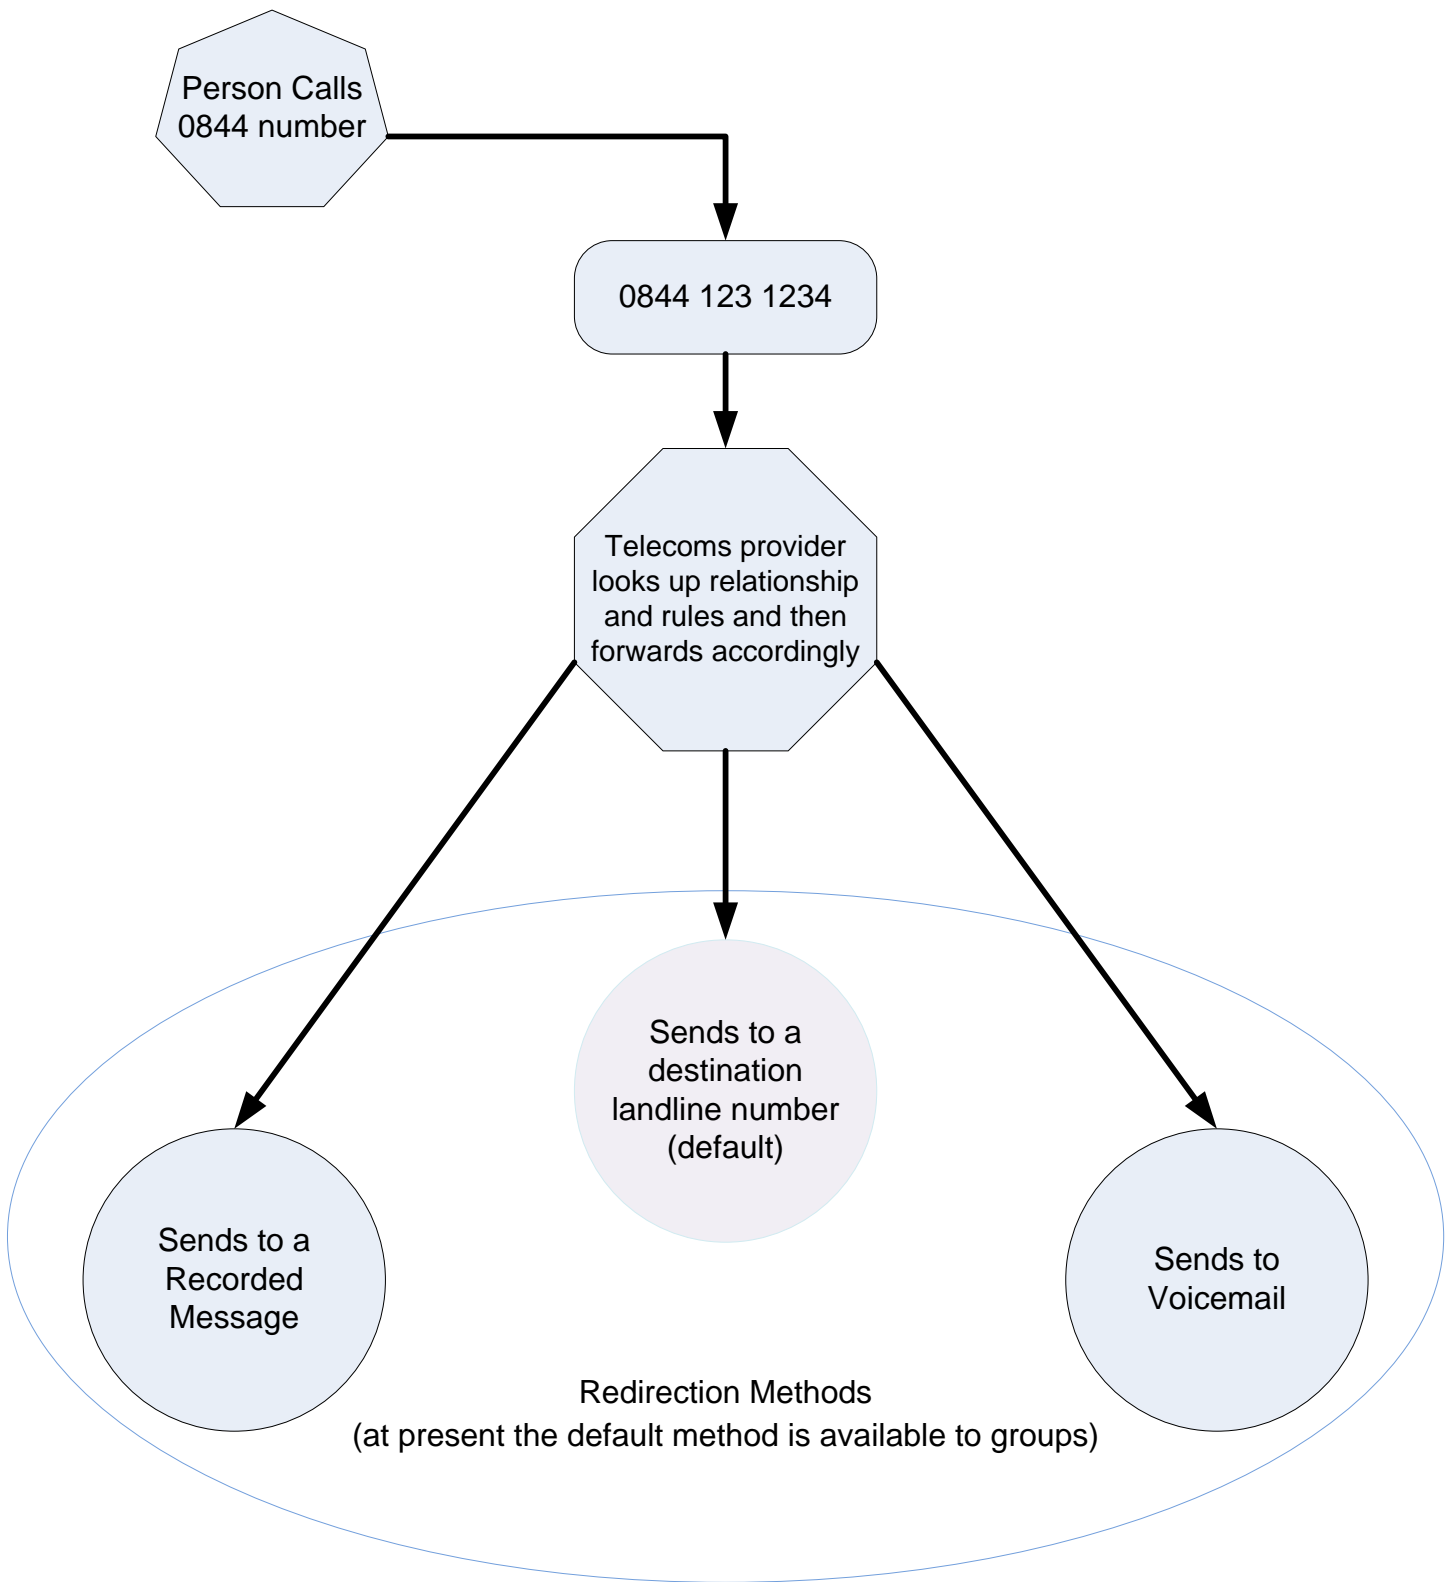 Person Calls
0844 number
0844 123 1234
Telecoms provider
looks up relationship
and rules and then
forwards accordingly
Sends to a
destination
landline number
(default)
Sends to a
Recorded
Message
Sends to
Voicemail
Redirection Methods
(at present the default method is available to groups)